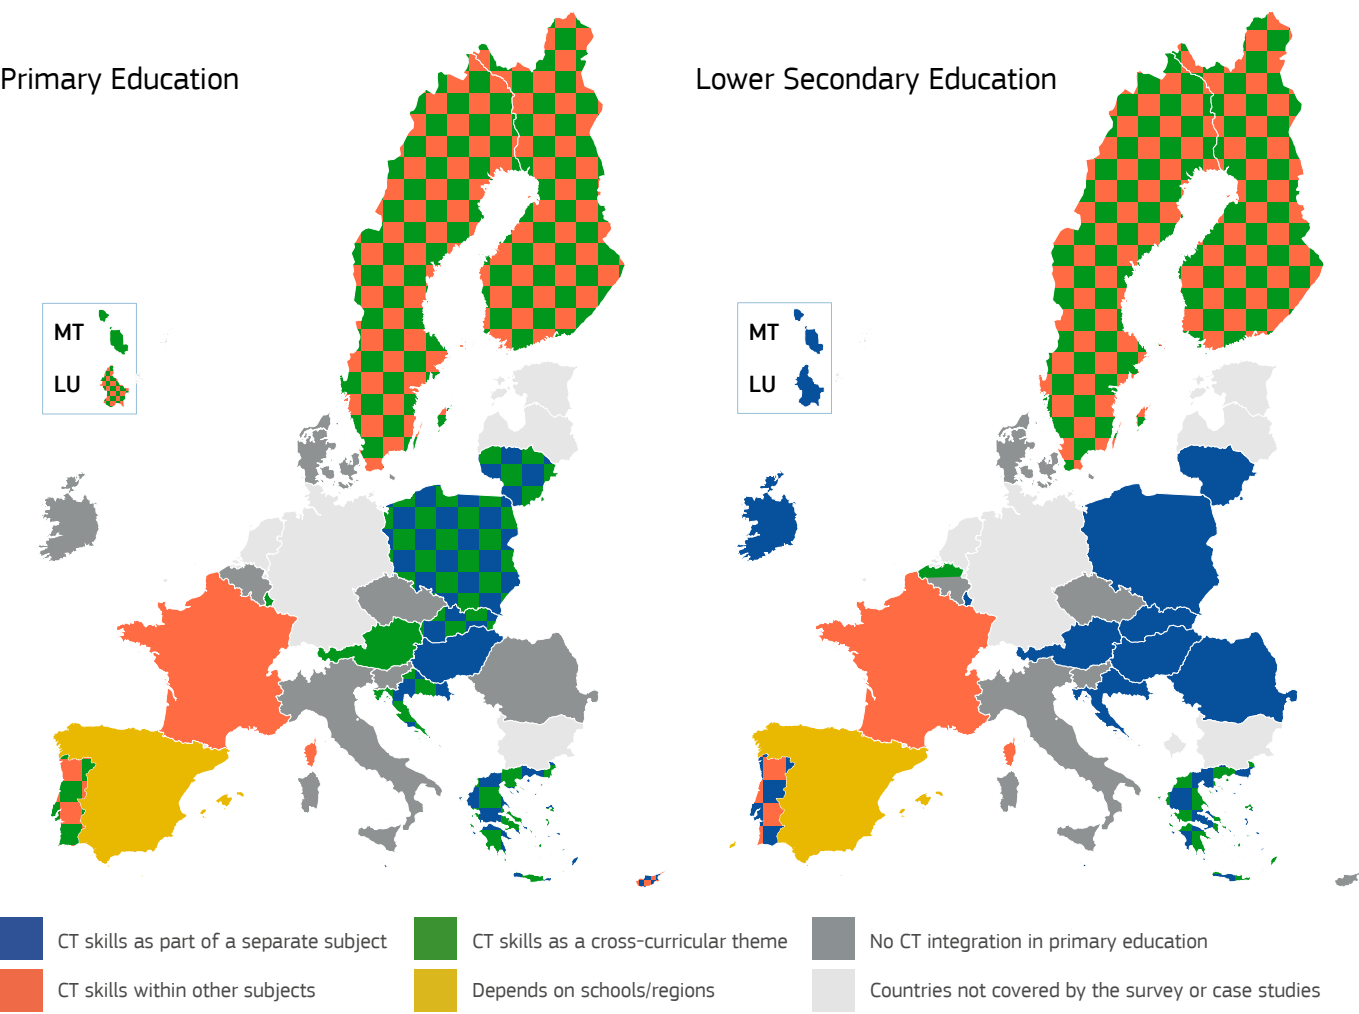 Primary Education
Lower Secondary Education
MT
LU
MT
LU
CT skills as part of a separate subject
CT skills as a cross-curricular theme
No CT integration in primary education
CT skills within other subjects
Depends on schools/regions
Countries not covered by the survey or case studies